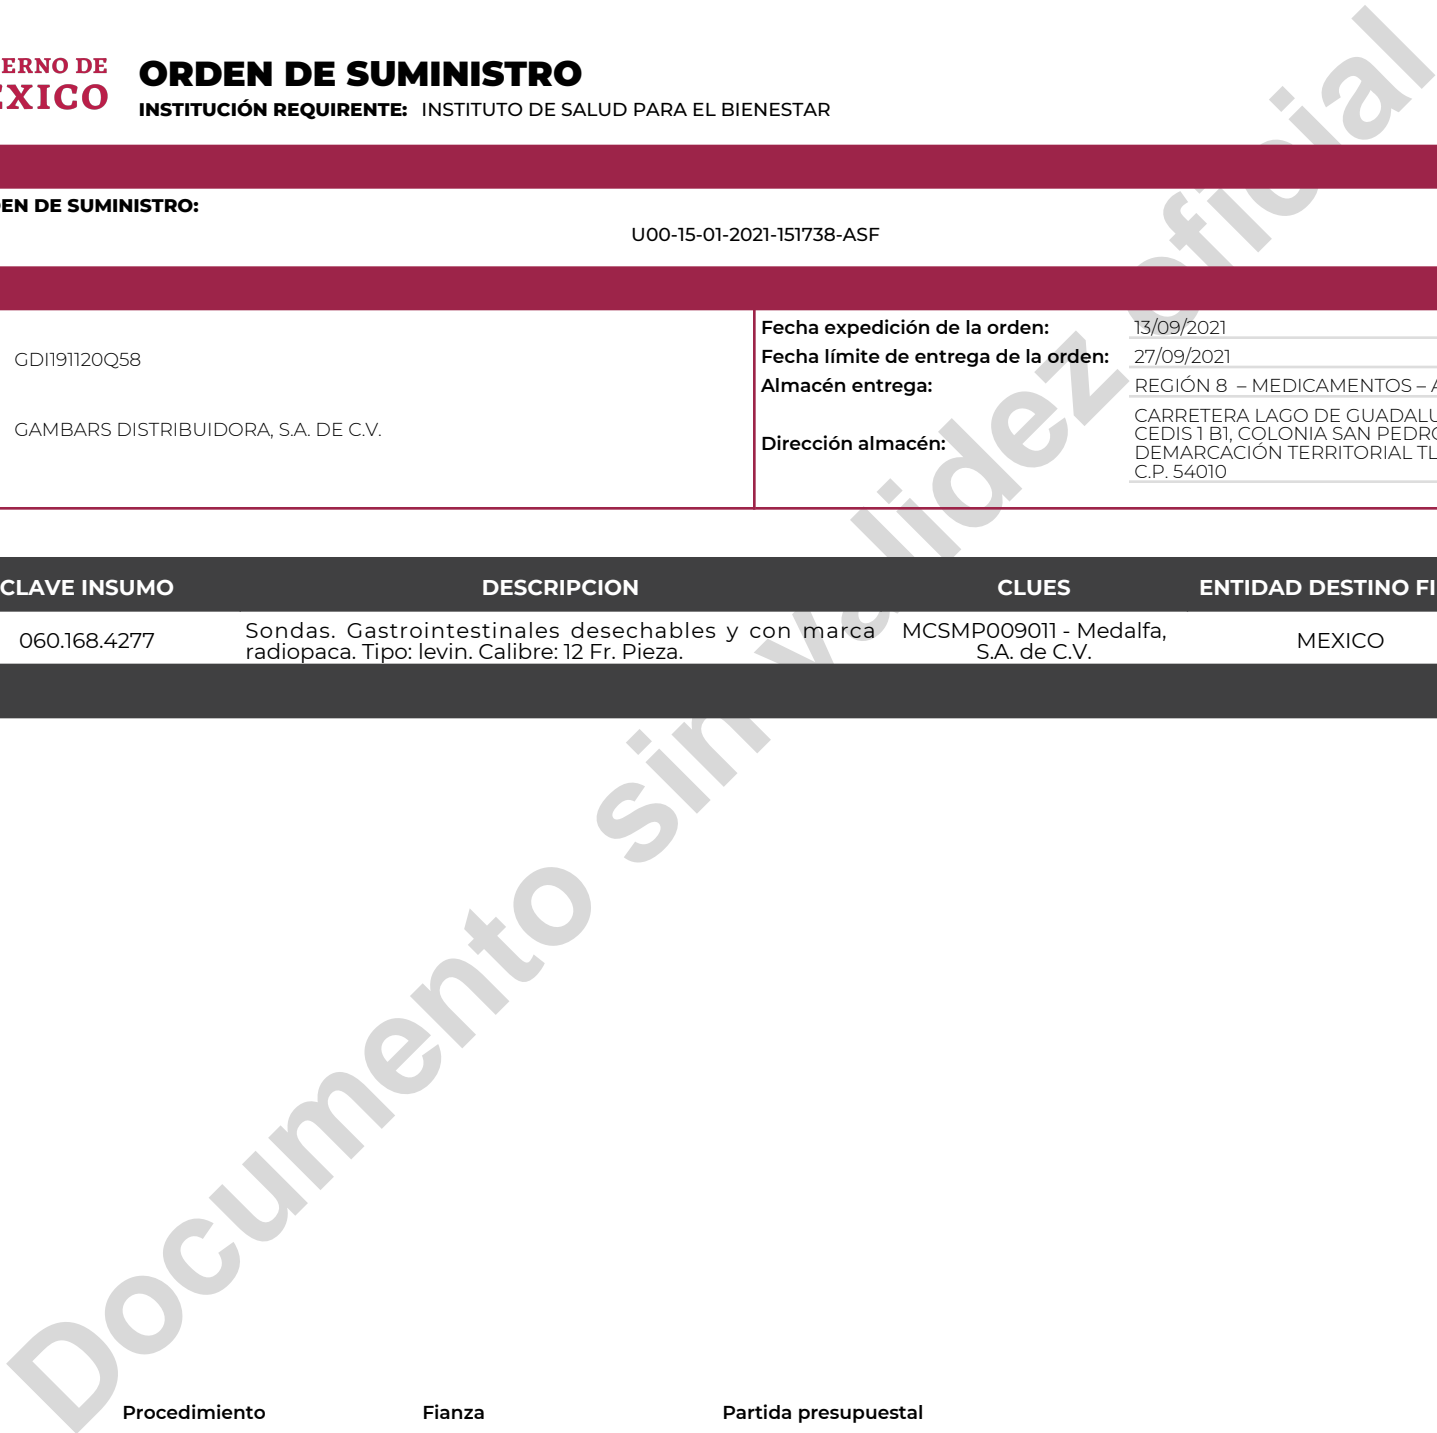 ERNO DE
EXICO
ORDEN DE SUMINISTRO
INSTITUCIÓN REQUIRENTE: INSTITUTO DE SALUD PARA EL BIENESTAR
EN DE SUMINISTRO:
U00-15-01-2021-151738-ASF
GDI191120Q58
GAMBARS DISTRIBUIDORA, S.A. DE C.V.
Fecha expedición de la orden: 13/09/2021
Fecha límite de entrega de la orden: 27/09/2021
Almacén entrega: REGIÓN 8 – MEDICAMENTOS – A
Dirección almacén:
CARRETERA LAGO DE GUADALU
CEDIS 1 B1, COLONIA SAN PEDRO
DEMARCACIÓN TERRITORIAL TL
C.P. 54010
CLAVE INSUMO DESCRIPCION CLUES ENTIDAD DESTINO FI
060.168.4277
Sondas. Gastrointestinales desechables y con marca
radiopaca. Tipo: levin. Calibre: 12 Fr. Pieza.
MCSMP009011 - Medalfa,
S.A. de C.V.
MEXICO
Documento sin validez oficial
Procedimiento Fianza Partida presupuestal